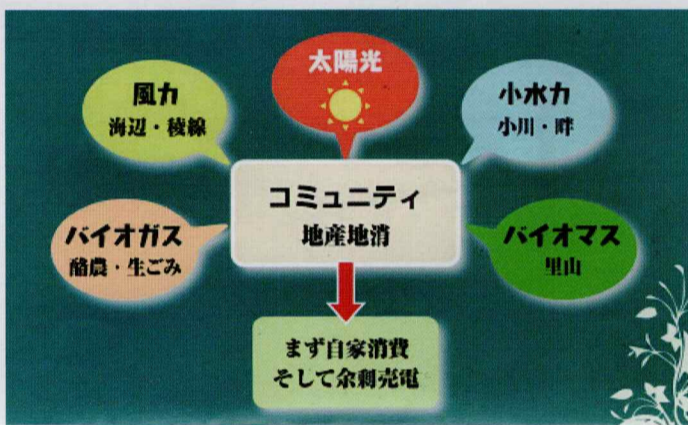 太陽光
風力
海辺・稜線
小水力
小川・畔
コミュニティ
地産地消
バイオガス
酪農・生ごみ
バイオマス
里山
まず自家消費
そして余剰売電